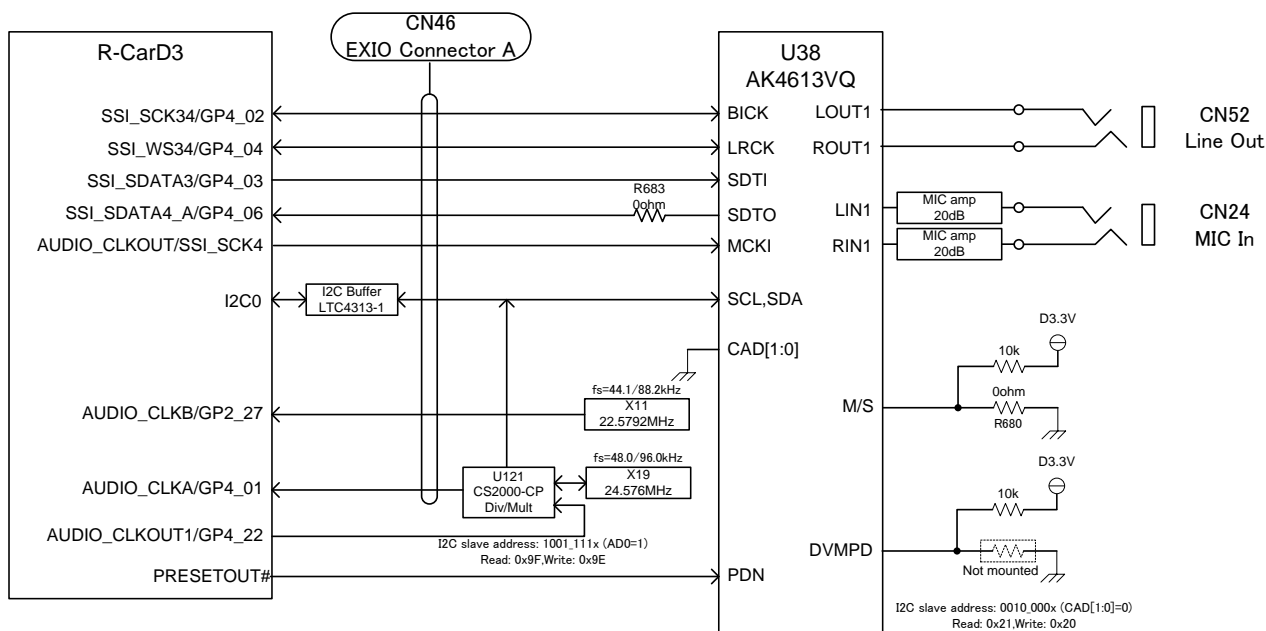 CN46
EXIO Connector A
R-CarD3
U38
AK4613VQ
SSI_SCK34/GP4_02
BICK
LOUT1
CN52
Line Out
SSI_WS34/GP4_04
LRCK
ROUT1
SSI_SDATA3/GP4_03
SDTI
R683
0ohm
SSI_SDATA4_A/GP4_06
SDTO
LIN1
MIC amp
20dB
CN24
MIC In
AUDIO_CLKOUT/SSI_SCK4
MCKI
RIN1
MIC amp
20dB
I2C0
I2C Buffer
LTC4313-1
SCL,SDA
CAD[1:0]
D3.3V
10k
fs=44.1/88.2kHz
X11
22.5792MHz
AUDIO_CLKB/GP2_27
M/S
0ohm
R680
fs=48.0/96.0kHz
X19
24.576MHz
D3.3V
AUDIO_CLKA/GP4_01
U121
CS2000-CP
Div/Mult
10k
AUDIO_CLKOUT1/GP4_22
I2C slave address: 1001_111x (AD0=1)
Read: 0x9F,Write: 0x9E
DVMPD
Not mounted
PRESETOUT#
PDN
I2C slave address: 0010_000x (CAD[1:0]=0)
Read: 0x21,Write: 0x20